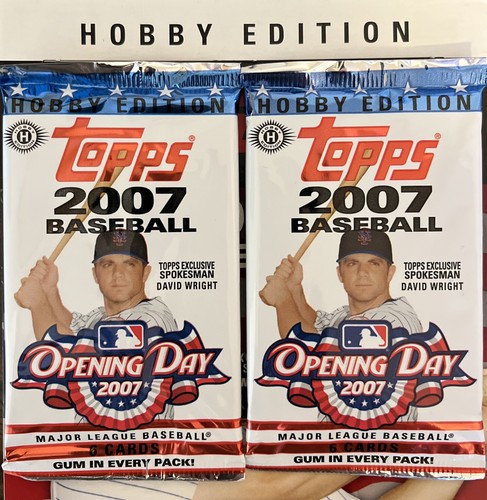 HOBBY EDITION
HOBBY EDITION
H
Topps®
2007
BASEBALL
TOPPS EXCLUSIVE
SPOKESMAN
DAVID WRIGHT
OPENING DAY
2007
MAJOR LEAGUE BASEBALL®
6 CARDS
GUM IN EVERY PACK!
HOBBY EDITION
H
Topps®
2007
BASEBALL
TOPPS EXCLUSIVE
SPOKESMAN
DAVID WRIGHT
OPENING DAY
2007
MAJOR LEAGUE BASEBALL®
6 CARDS
GUM IN EVERY PACK!